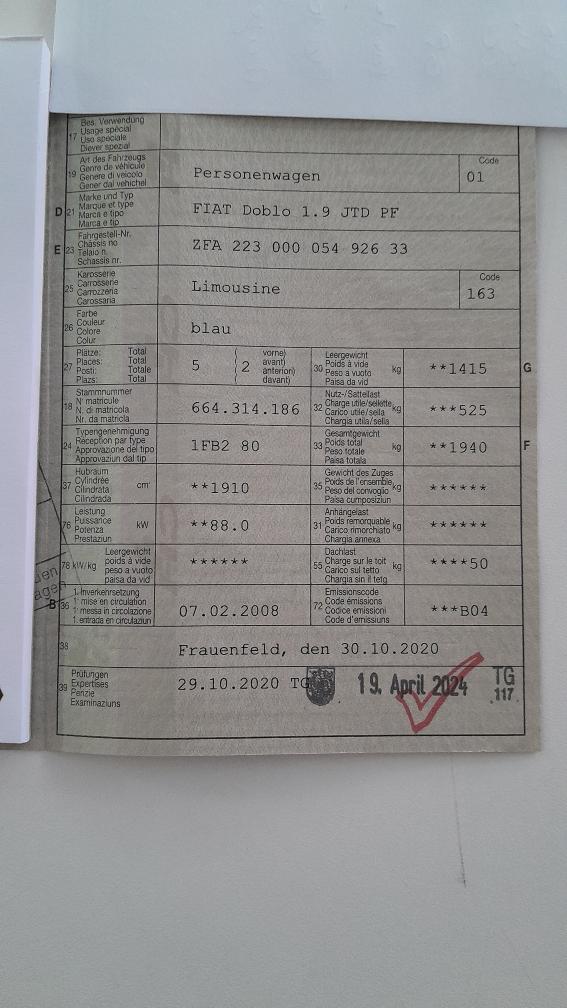 Bes. Verwendung
17 Usage spécial
Uso speciale
Diever spezial
Art des Fahrzeugs
19 Genre de véhicule
Genere di veicolo
Gener dal vehichel
Personenwagen
Code
01
Marke und Typ
D 21 Marque et type
Marca e tipo
Marca e tip
FIAT Doblo 1.9 JTD PF
Fahrgestell-Nr.
E 23 Châssis no
Telaio n.
Schassis nr.
ZFA 223 000 054 926 33
Karosserie
25 Carrosserie
Carrozzeria
Carossaria
Limousine
Code
163
Farbe
26 Couleur
Colore
Colur
blau
Plätze: Total
27 Places: Total
Posti: Totale
Plazs: Total
5 ( 2 vorne)
avant)
anteriori)
davant)
Leergewicht
30 Poids à vide kg
Peso a vuoto
Paisa da vid
**1415 G
Stammnummer
18 N. matricule
N. di matricola
Nr. da matricla
664.314.186
Nutz-/Sattellast
32 Charge utile/sellette kg
Carico utile/sella
Chargia utila/sella
***525
Typengenehmigung
24 Réception par type
Approvazione del tipo
Approvaziun dal tip
1FB2 80
Gesamtgewicht
33 Poids total kg
Peso totale
Paisa totala
**1940 F
Hubraum
37 Cylindrée cm³
Cilindrata
Cilindrada
**1910
Gewicht des Zuges
35 Poids de l'ensemble kg
Peso del convoglio
Paisa cumposiziun
******
Leistung
76 Puissance kW
Potenza
Prestaziun
**88.0
Anhängelast
31 Poids remorquable kg
Carico rimorchiato
Chargia annexa
******
Leergewicht
78 kW/kg poids à vide
peso a vuoto
paisa da vid
******
Dachlast
55 Charge sur le toit kg
Carico sul tetto
Chargia sin il tetg
****50
1. Inverkehrsetzung
B 36 1re mise en circulation
1a messa in circolazione
1. entrada en circulaziun
07.02.2008
Emissionscode
72 Code émissions
Codice emissioni
Code d'emissiuns
***B04
38 Frauenfeld, den 30.10.2020
Prüfungen
39 Expertises
Perizie
Examinaziuns
29.10.2020 TG
19. April 2024 TG
117